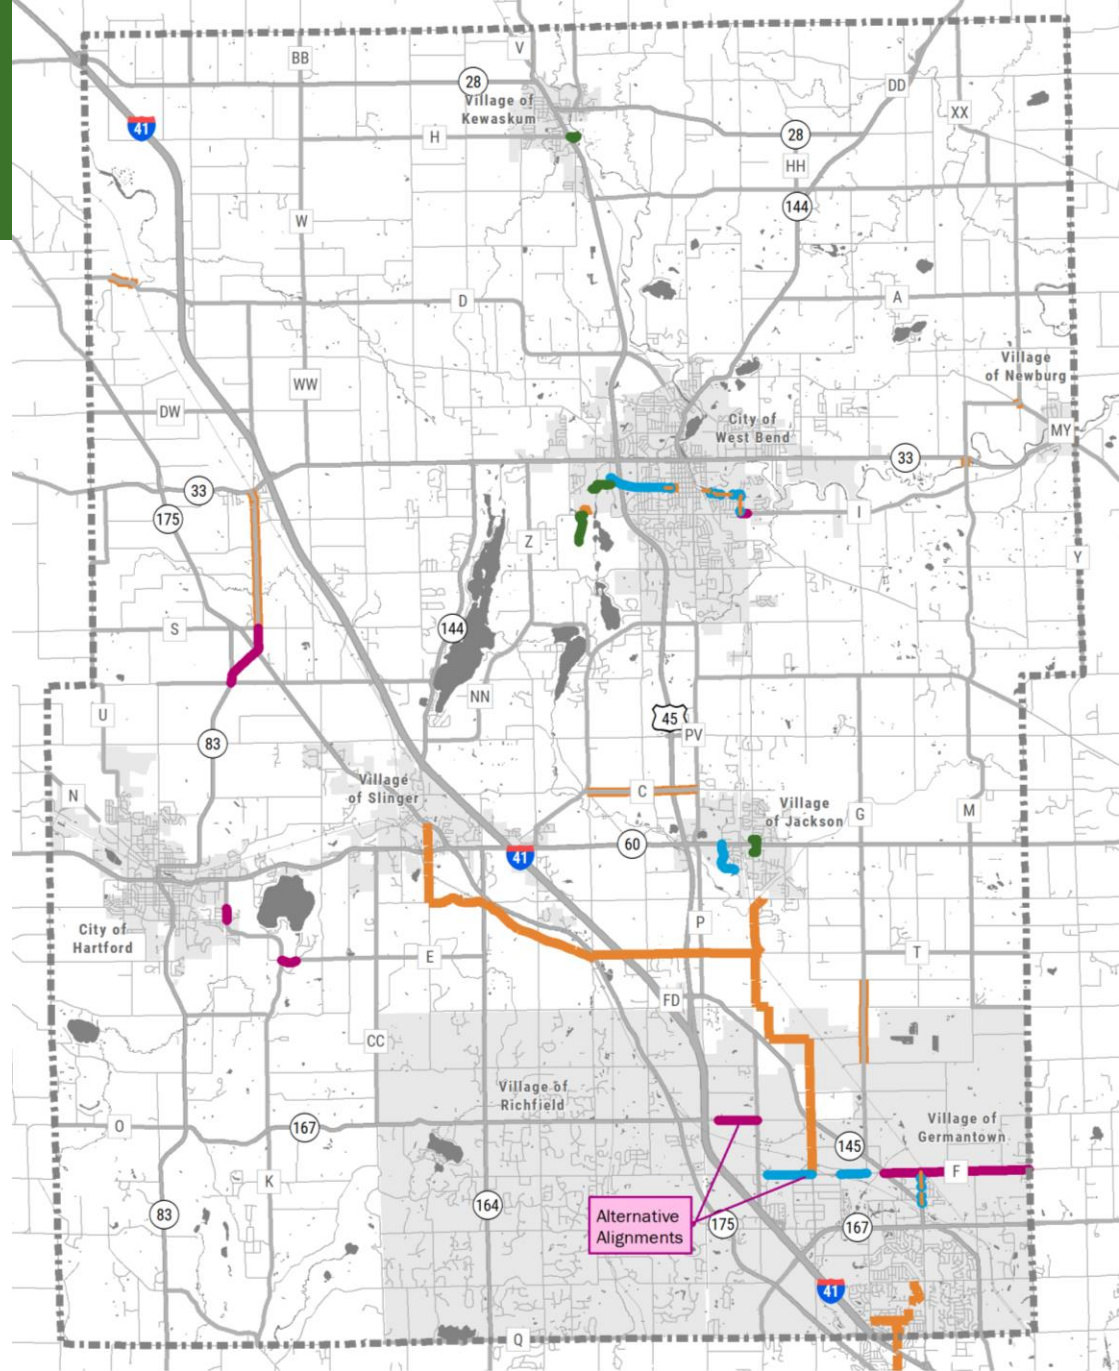 BB
V
28
Village of
Kewaskum
DD
XX
41
H
28
HH
144
W
D
A
Village
of Newburg
WW
DW
City of
West Bend
MY
33
33
175
I
Z
Y
S
144
NN
U
45
PV
83
N
Village
of Slinger
C
Village
of Jackson
G
M
60
41
City of
Hartford
P
E
T
FD
CC
Village of
Richfield
O
167
Village of
Germantown
145
F
K
83
164
Alternative
Alignments
175
167
41
Q